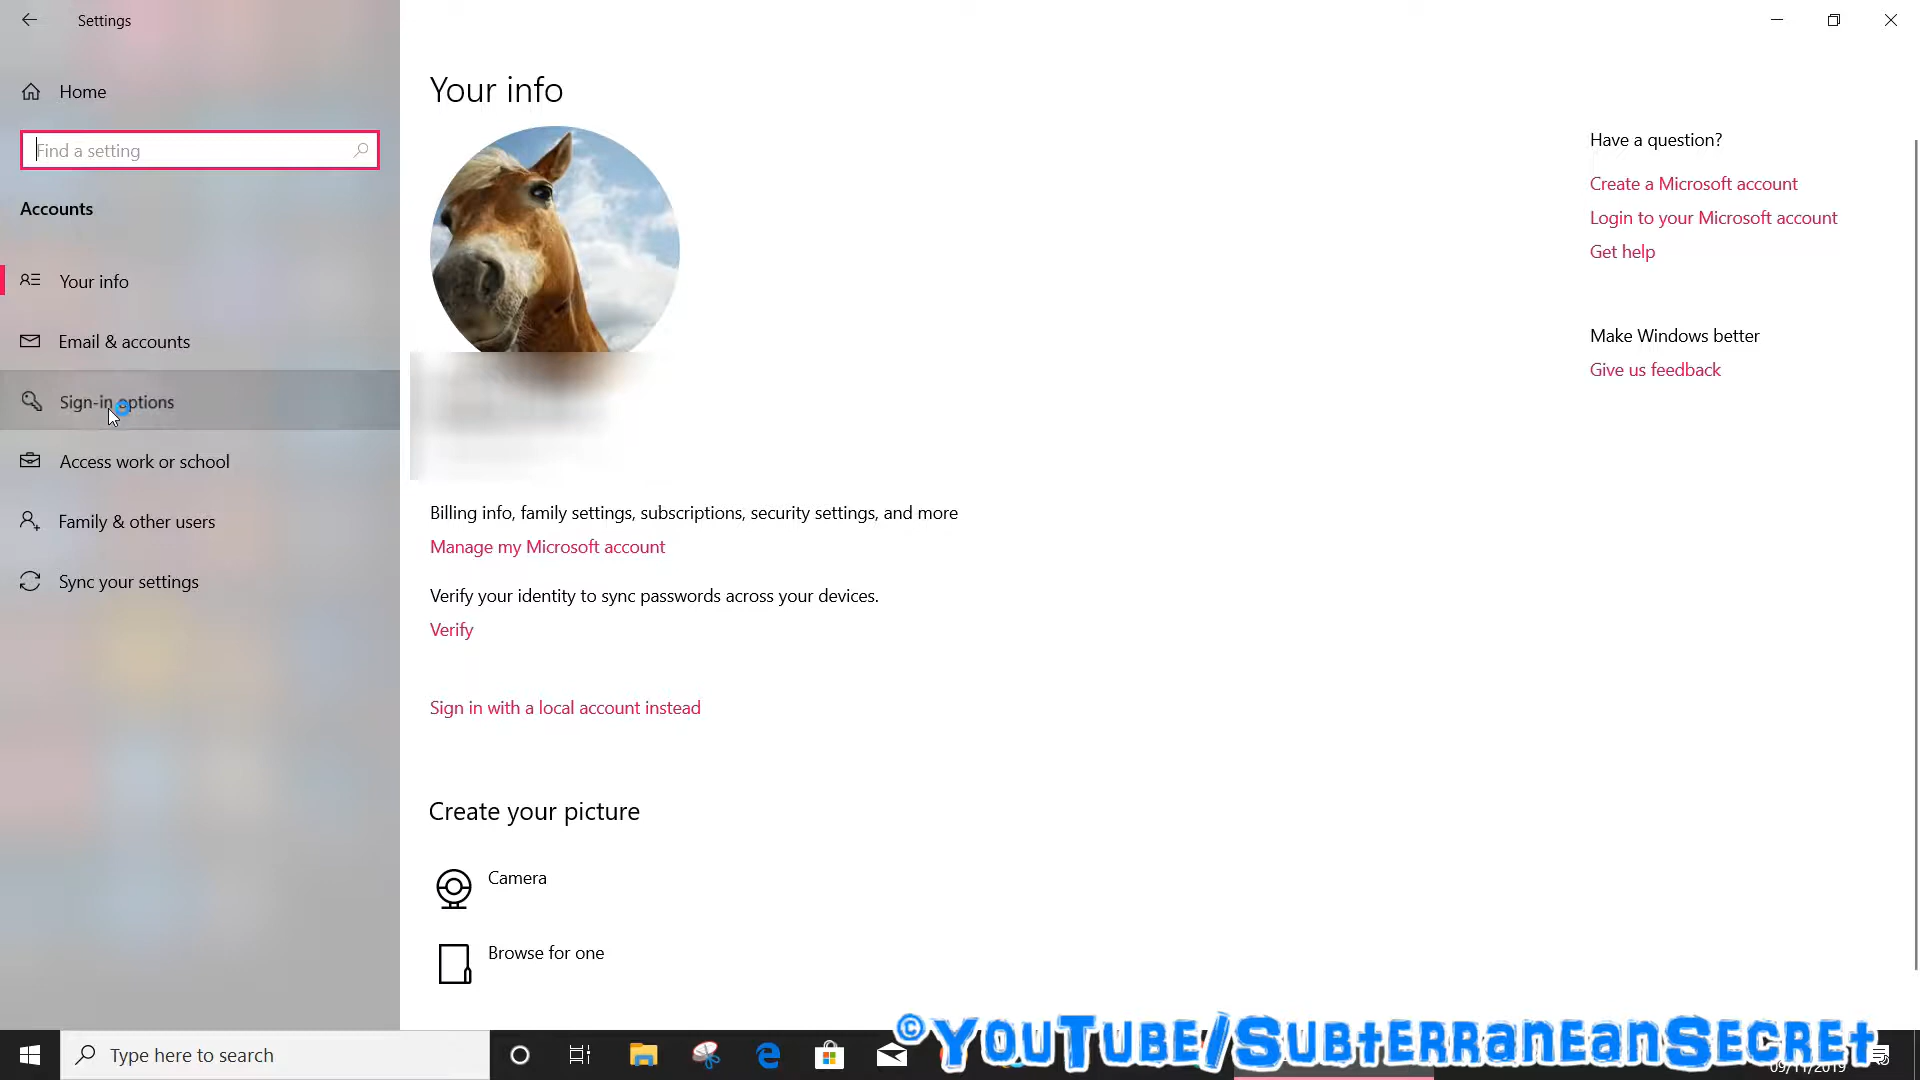 Settings
Home
Find a setting
Accounts
Your info
Email & accounts
Sign-in options
Access work or school
Family & other users
Sync your settings
Your info
Billing info, family settings, subscriptions, security settings, and more
Manage my Microsoft account
Verify your identity to sync passwords across your devices.
Verify
Sign in with a local account instead
Create your picture
Camera
Browse for one
Have a question?
Create a Microsoft account
Login to your Microsoft account
Get help
Make Windows better
Give us feedback
Type here to search
©YouTube/SubterraneanSecret
09/11/2019